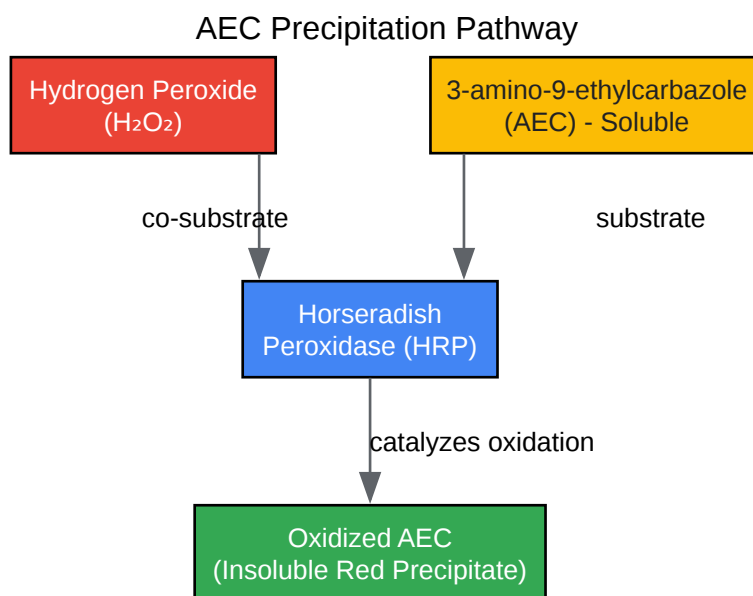 AEC Precipitation Pathway
Hydrogen Peroxide
(H₂O₂)
3-amino-9-ethylcarbazole
(AEC) - Soluble
co-substrate
substrate
Horseradish
Peroxidase (HRP)
catalyzes oxidation
Oxidized AEC
(Insoluble Red Precipitate)